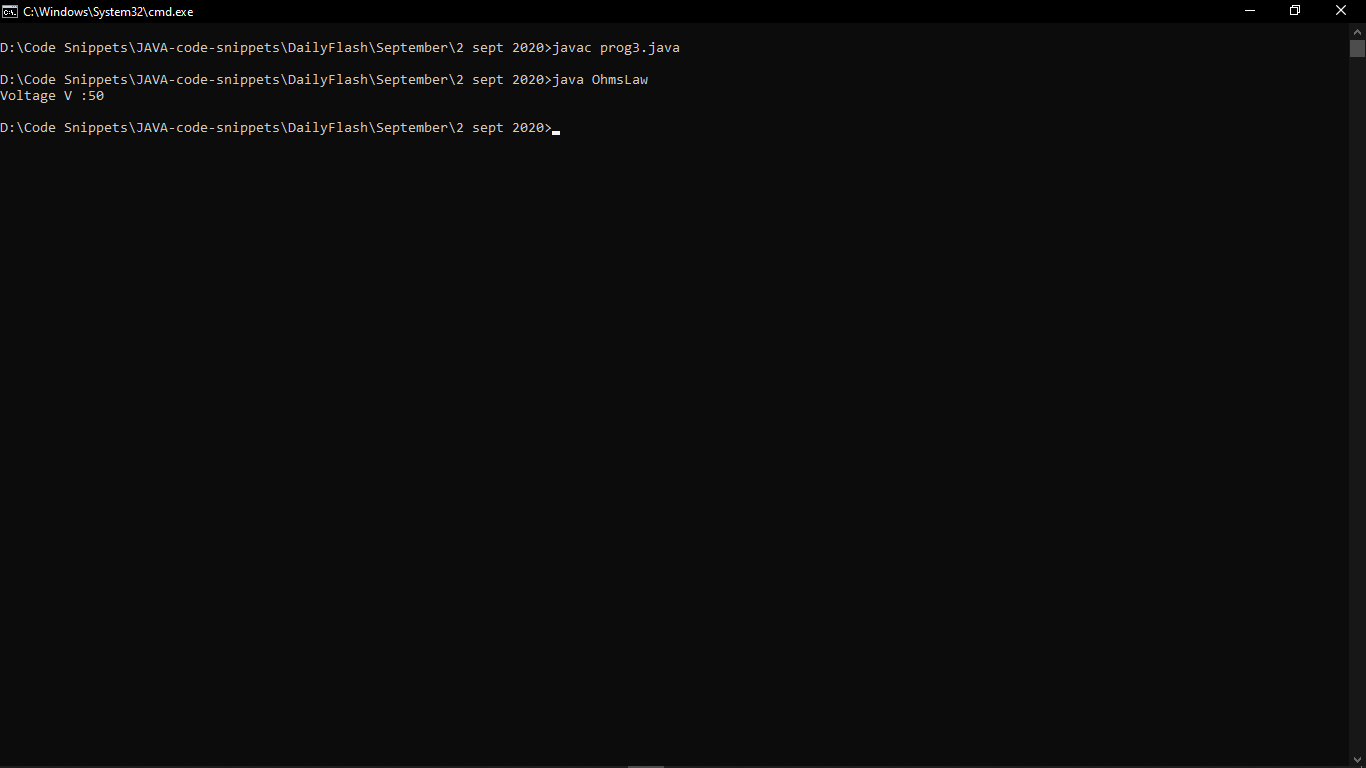 C:\Windows\System32\cmd.exe
D:\Code Snippets\JAVA-code-snippets\DailyFlash\September\2 sept 2020>javac prog3.java
D:\Code Snippets\JAVA-code-snippets\DailyFlash\September\2 sept 2020>java OhmsLaw
Voltage V :50
D:\Code Snippets\JAVA-code-snippets\DailyFlash\September\2 sept 2020>